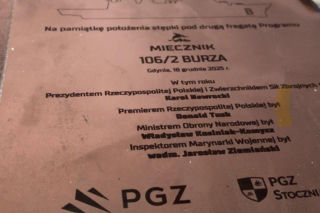 Na pamiątkę położenia stępki pod drugą fregatę Programu
MIECZNIK
106/2 BURZA
Gdynia, 18 grudnia 2025 r.
W tym roku
Prezydentem Rzeczypospolitej Polskiej i Zwierzchnikiem Sił Zbrojnych
Karol Nawrocki
Premierem Rzeczypospolitej Polskiej był
Donald Tusk
Ministrem Obrony Narodowej był
Władysław Kosiniak-Kamysz
Inspektorem Marynarki Wojennej był
wadm. Jarosław Ziemiański
PGZ
PGZ
STOCZNI